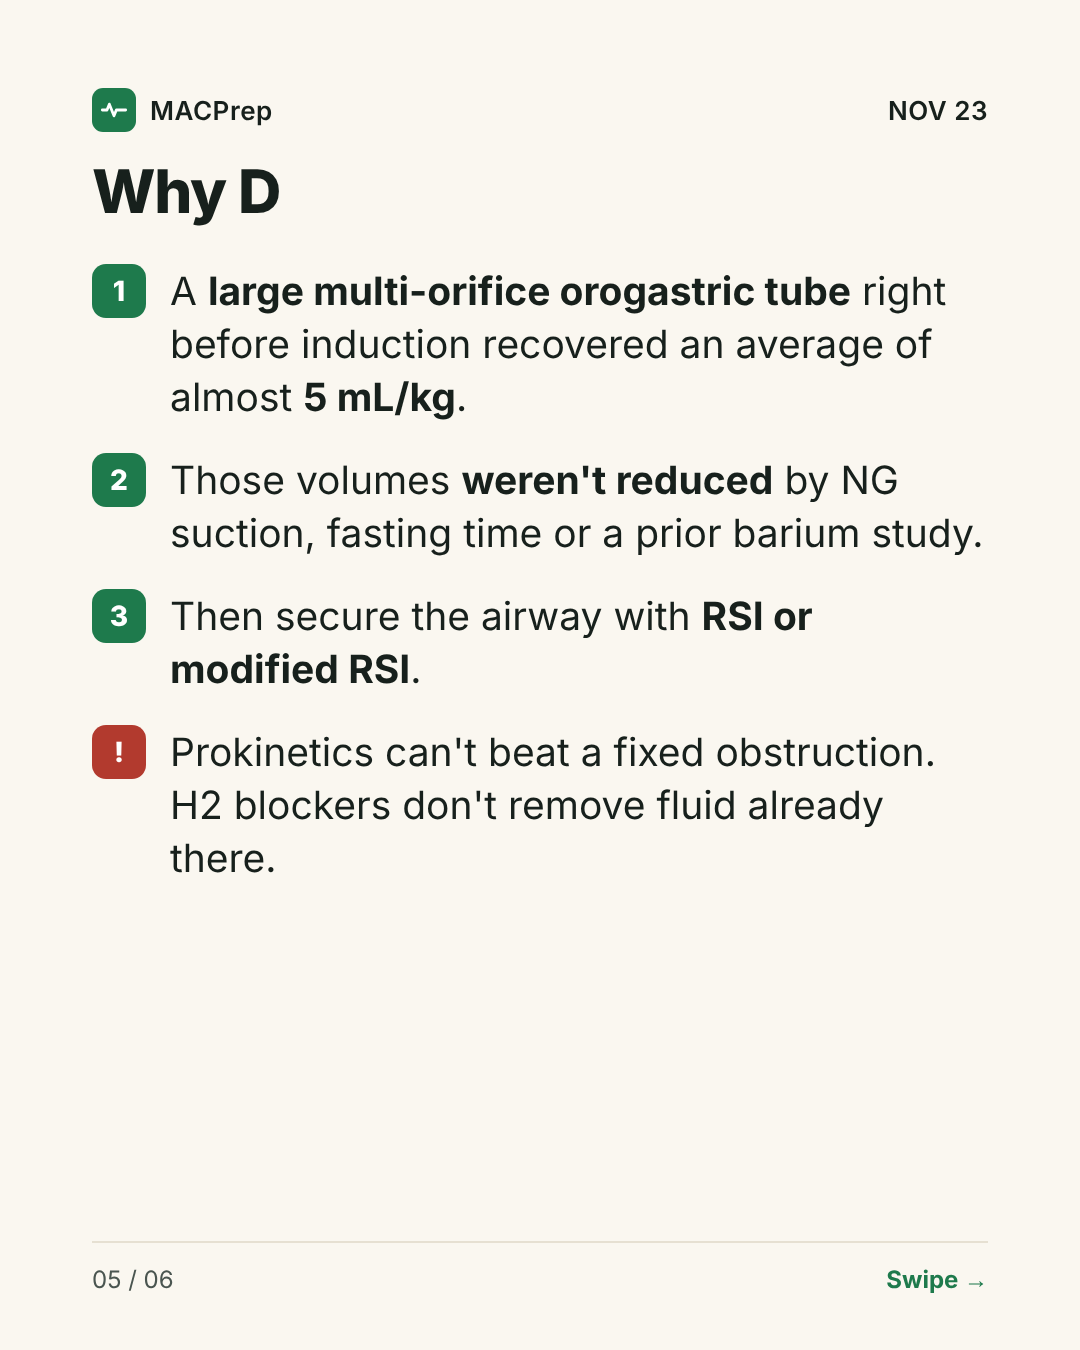 MACPrep
NOV 23
Why D
1
A large multi-orifice orogastric tube right
before induction recovered an average of
almost 5 mL/kg.
2
Those volumes weren't reduced by NG
suction, fasting time or a prior barium study.
3
Then secure the airway with RSI or
modified RSI.
!
Prokinetics can't beat a fixed obstruction.
H2 blockers don't remove fluid already
there.
05 / 06
Swipe →